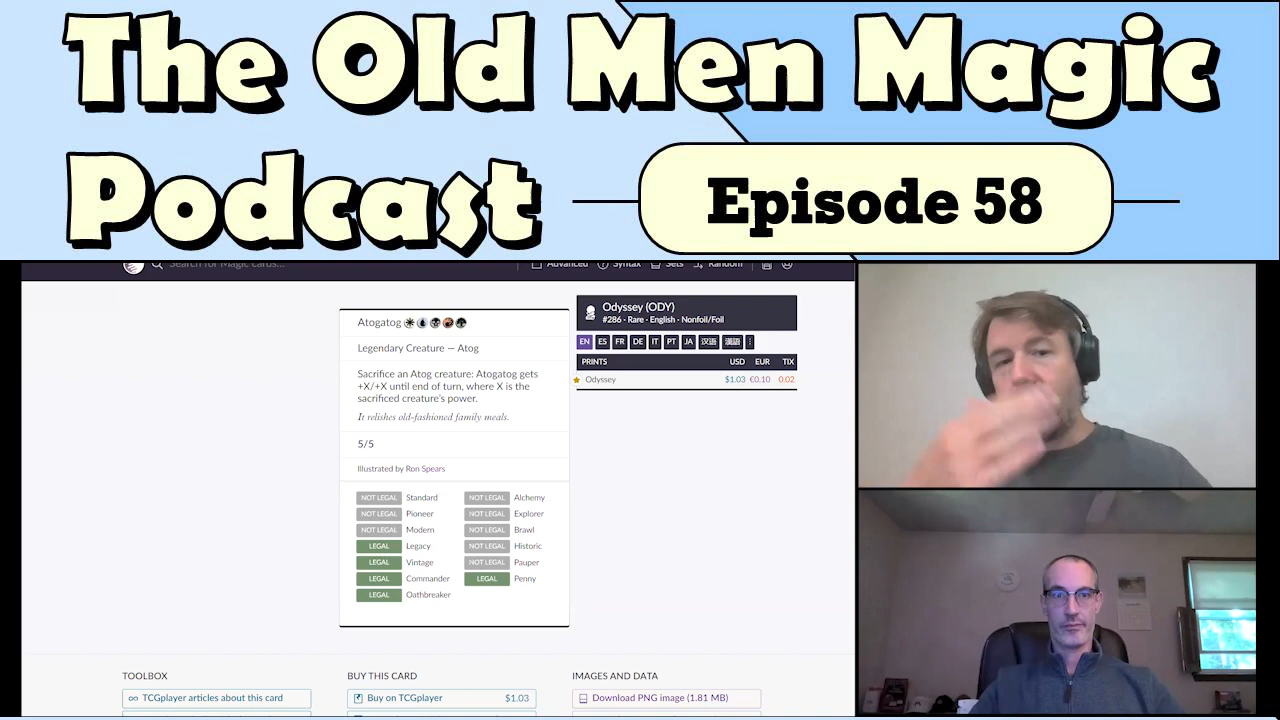 The Old Men Magic
Podcast
Episode 58
Search for Magic cards...
Advanced
Syntax
Sets
Random
Atogatog
Legendary Creature — Atog
Sacrifice an Atog creature: Atogatog gets
+X/+X until end of turn, where X is the
sacrificed creature's power.
It relishes old-fashioned family meals.
5/5
Illustrated by Ron Spears
NOT LEGAL Standard NOT LEGAL Alchemy
NOT LEGAL Pioneer NOT LEGAL Explorer
NOT LEGAL Modern NOT LEGAL Brawl
LEGAL Legacy NOT LEGAL Historic
LEGAL Vintage NOT LEGAL Pauper
LEGAL Commander LEGAL Penny
LEGAL Oathbreaker
Odyssey (ODY)
#286 · Rare · English · Nonfoil/Foil
EN ES FR DE IT PT JA 汉语 漢語
PRINTS USD EUR TIX
Odyssey $1.03 €0.10 0.02
TOOLBOX
TCGplayer articles about this card
BUY THIS CARD
Buy on TCGplayer $1.03
IMAGES AND DATA
Download PNG image (1.81 MB)